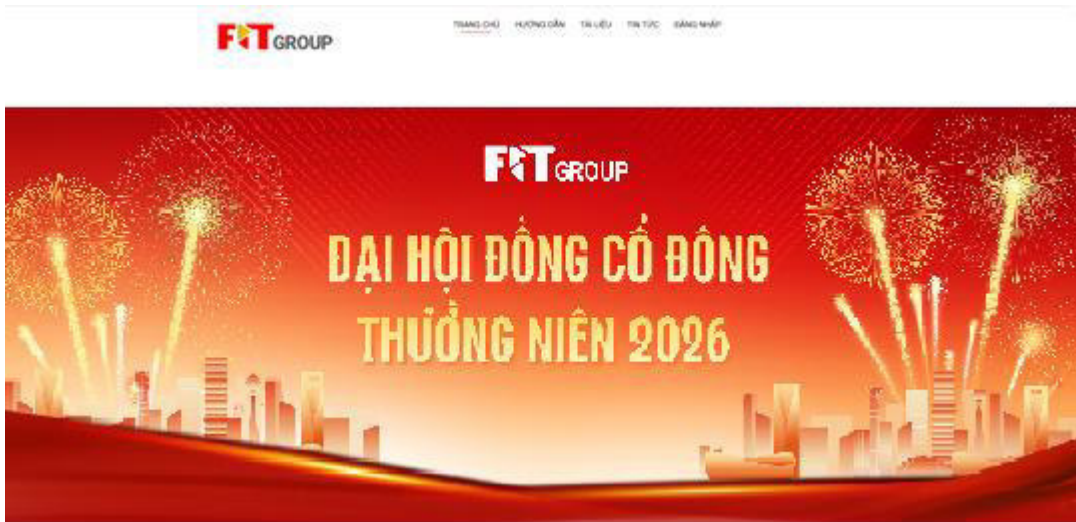 FIT GROUP
TRANG CHỦ HƯỚNG DẪN TÀI LIỆU TIN TỨC ĐĂNG NHẬP
FIT GROUP
ĐẠI HỘI ĐỒNG CỔ ĐÔNG
THƯỜNG NIÊN 2026